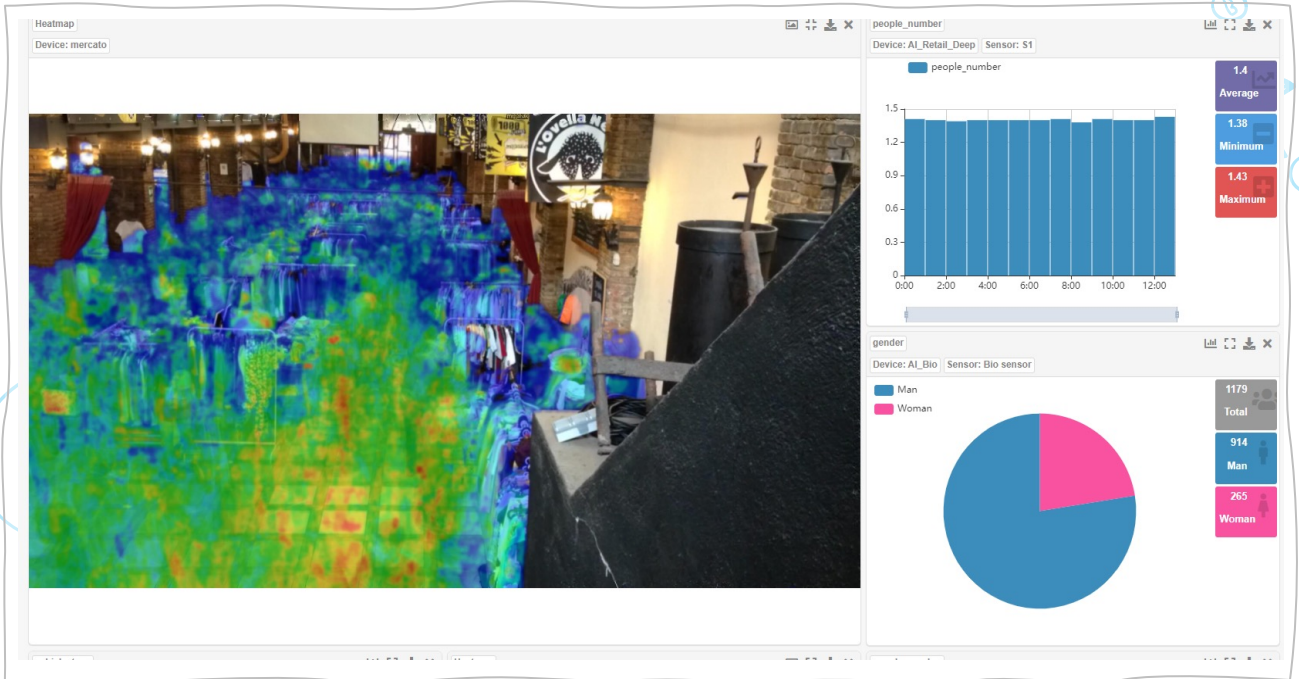 Heatmap
Device: mercato
1000
L'Ovella N
people_number
Device: AI_Retail_Deep Sensor: S1
people_number
1.5
1.2
0.9
0.6
0.3
0
0:00 2:00 4:00 6:00 8:00 10:00 12:00
1.4
Average
1.38
Minimum
1.43
Maximum
gender
Device: AI_Bio Sensor: Bio sensor
Man
Woman
1179
Total
914
Man
265
Woman